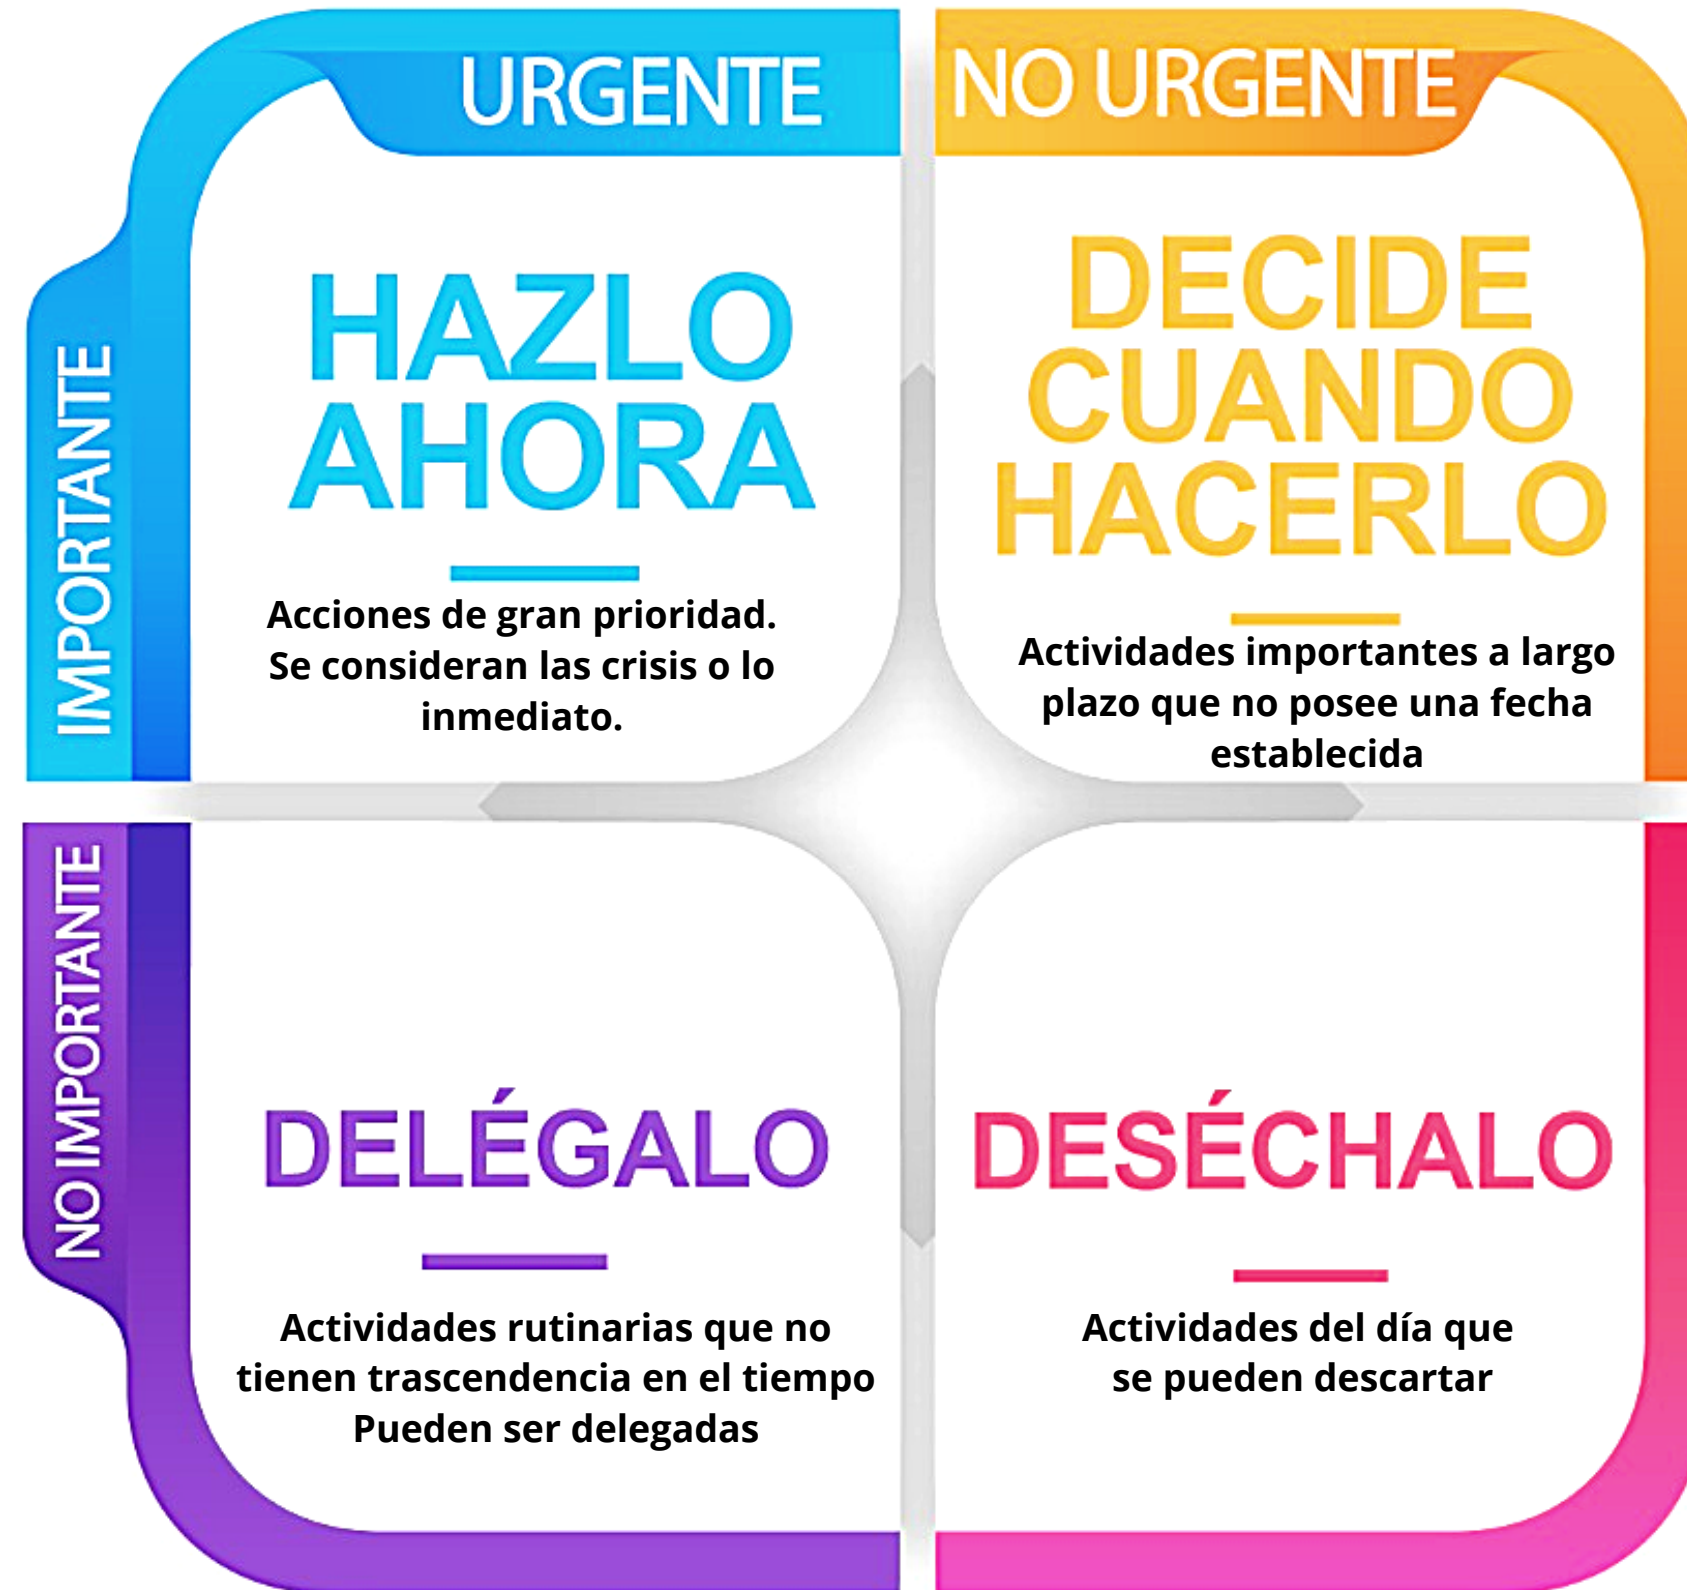 URGENTE
NO URGENTE
IMPORTANTE
HAZLO
AHORA
Acciones de gran prioridad.
Se consideran las crisis o lo
inmediato.
DECIDE
CUANDO
HACERLO
Actividades importantes a largo
plazo que no posee una fecha
establecida
NO IMPORTANTE
DELÉGALO
Actividades rutinarias que no
tienen trascendencia en el tiempo
Pueden ser delegadas
DESÉCHALO
Actividades del día que
se pueden descartar